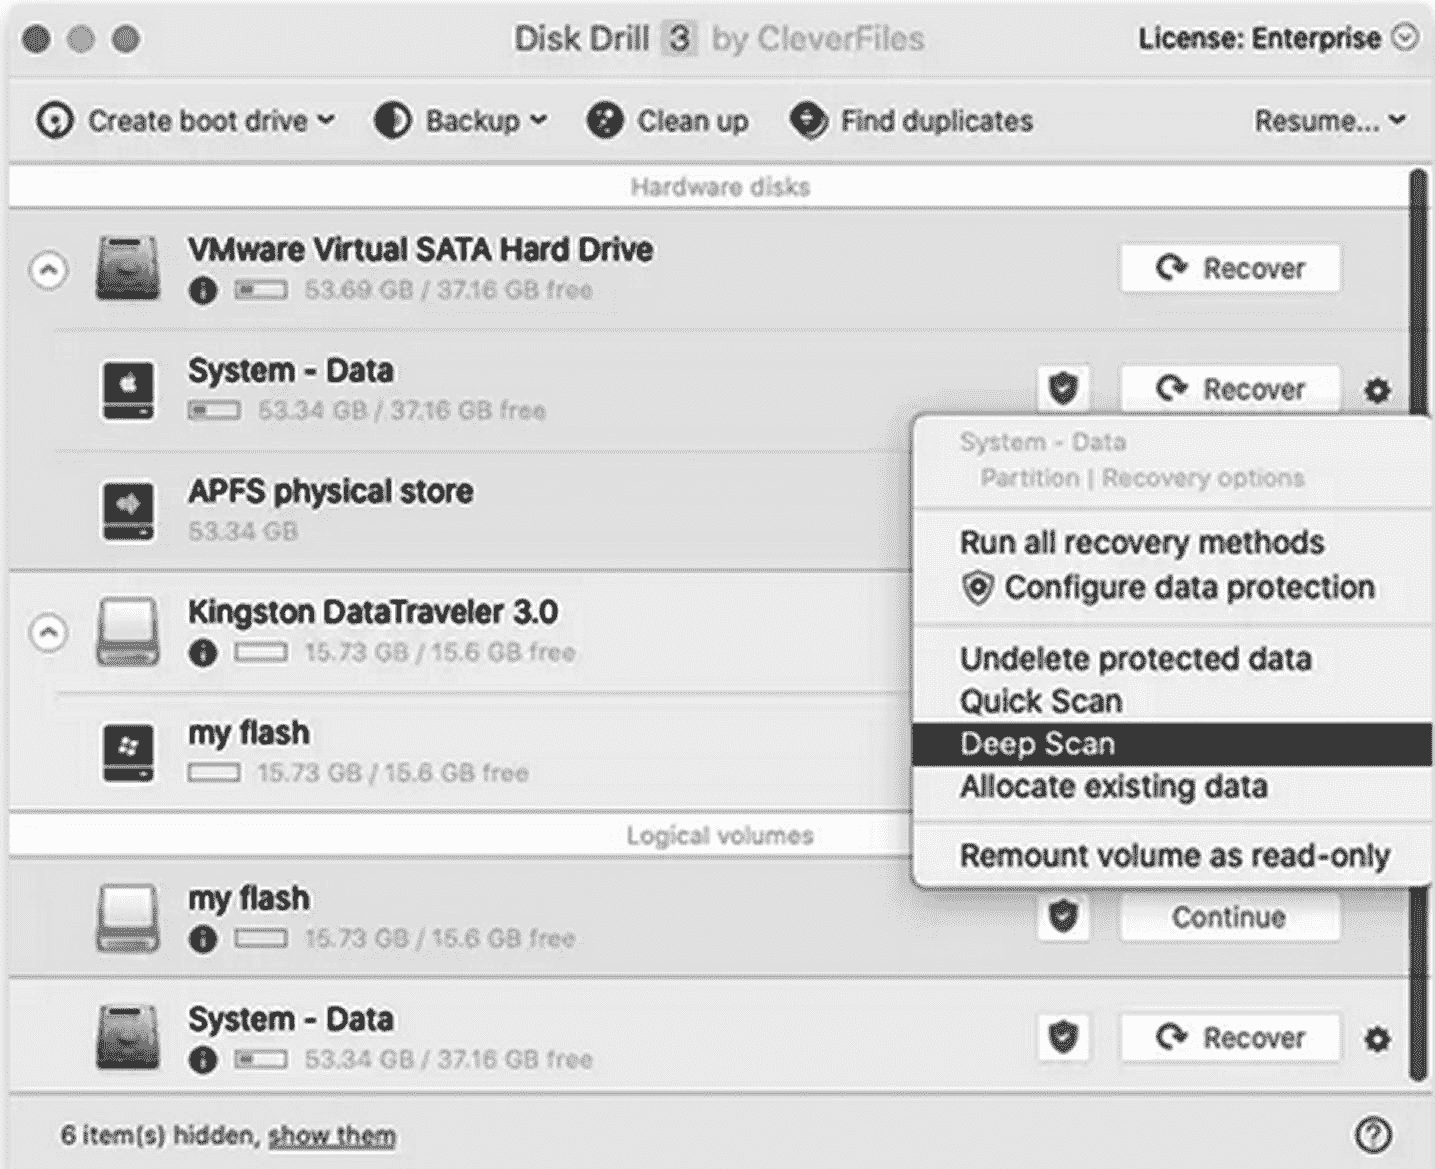 Disk Drill 3 by CleverFiles
License: Enterprise
Create boot drive
Backup
Clean up
Find duplicates
Resume...
Hardware disks
VMware Virtual SATA Hard Drive
53.69 GB / 37.16 GB free
Recover
System - Data
53.34 GB / 37.16 GB free
Recover
APFS physical store
53.34 GB
Kingston DataTraveler 3.0
15.73 GB / 15.6 GB free
my flash
15.73 GB / 15.6 GB free
System - Data
Partition | Recovery options
Run all recovery methods
Configure data protection
Undelete protected data
Quick Scan
Deep Scan
Allocate existing data
Remount volume as read-only
Logical volumes
my flash
15.73 GB / 15.6 GB free
Continue
System - Data
53.34 GB / 37.16 GB free
Recover
6 item(s) hidden, show them